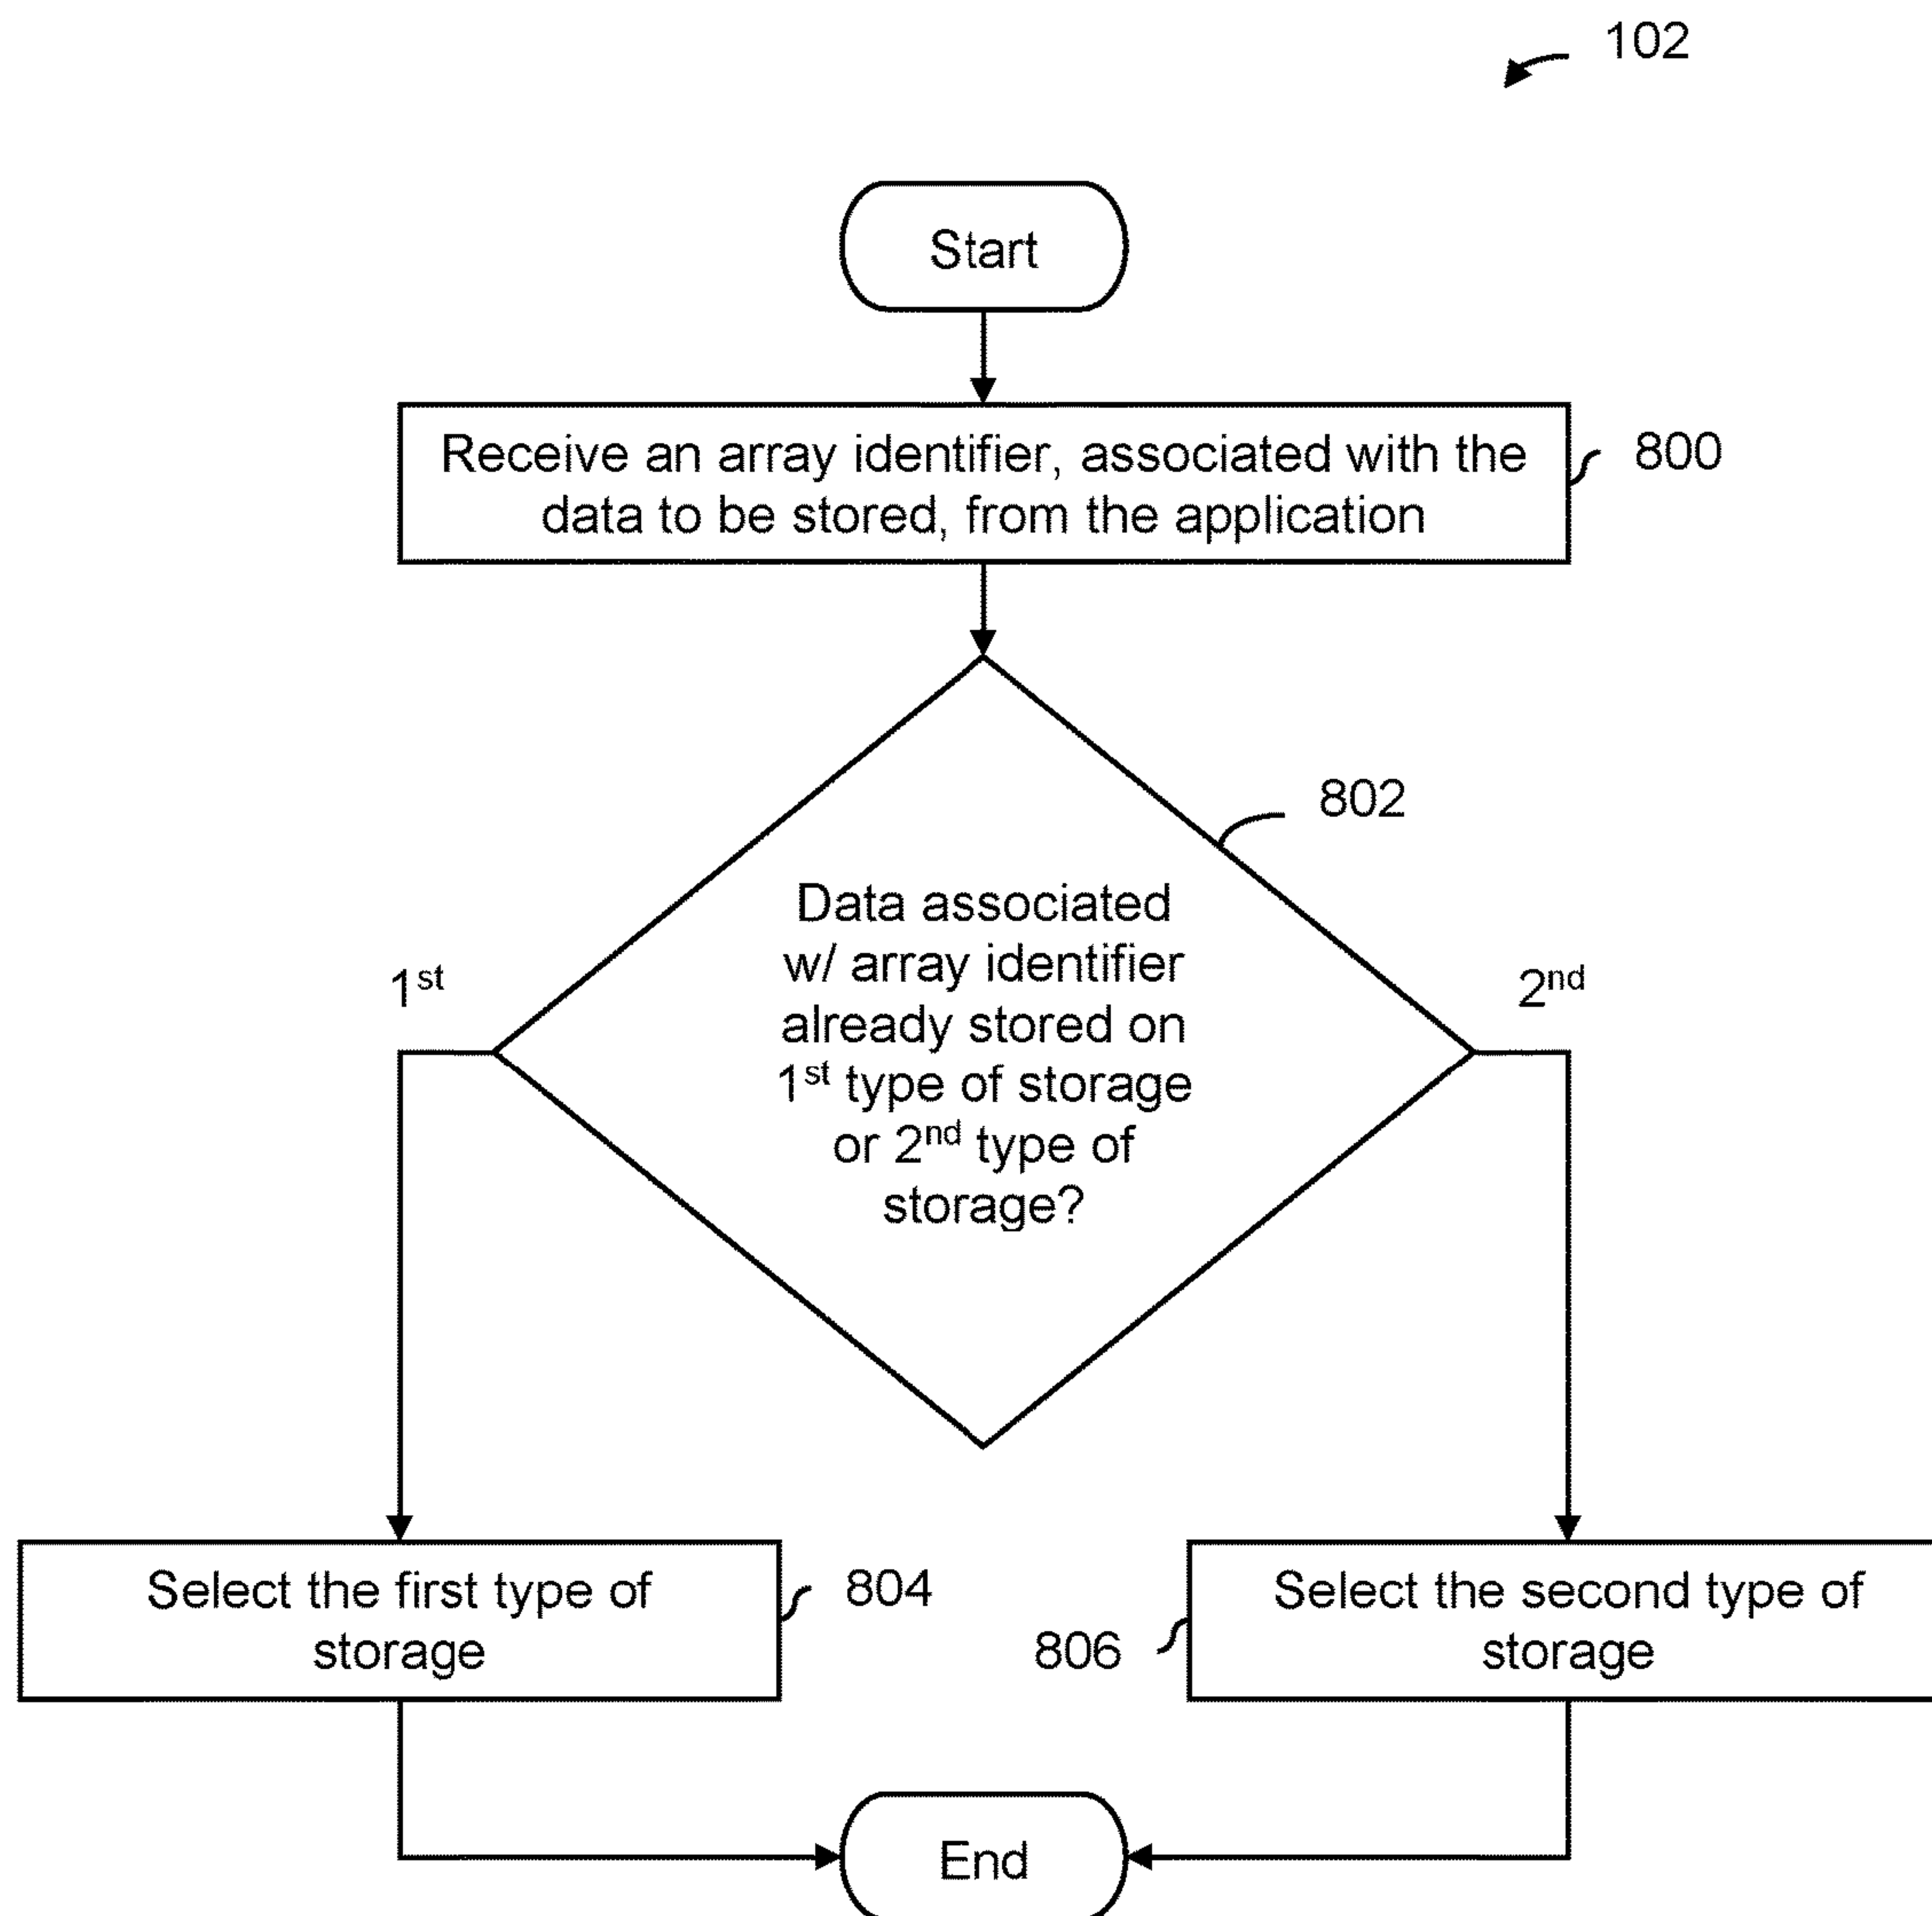 102
Start
Receive an array identifier, associated with the
data to be stored, from the application
800
802
Data associated
w/ array identifier
already stored on
1st type of storage
or 2nd type of
storage?
1st
2nd
Select the first type of
storage
804
Select the second type of
storage
806
End